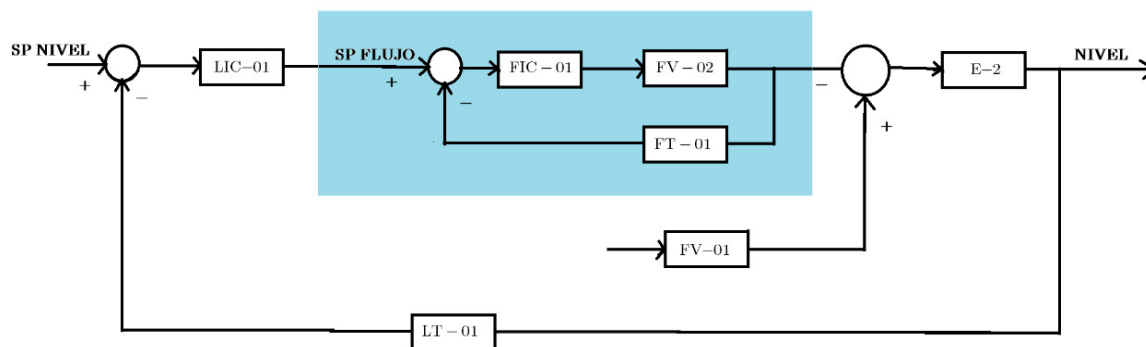 SP NIVEL
LIC-01
SP FLUJO
FIC-01
FV-02
E-2
NIVEL
+
-
+
-
-
+
FT-01
FV-01
LT-01